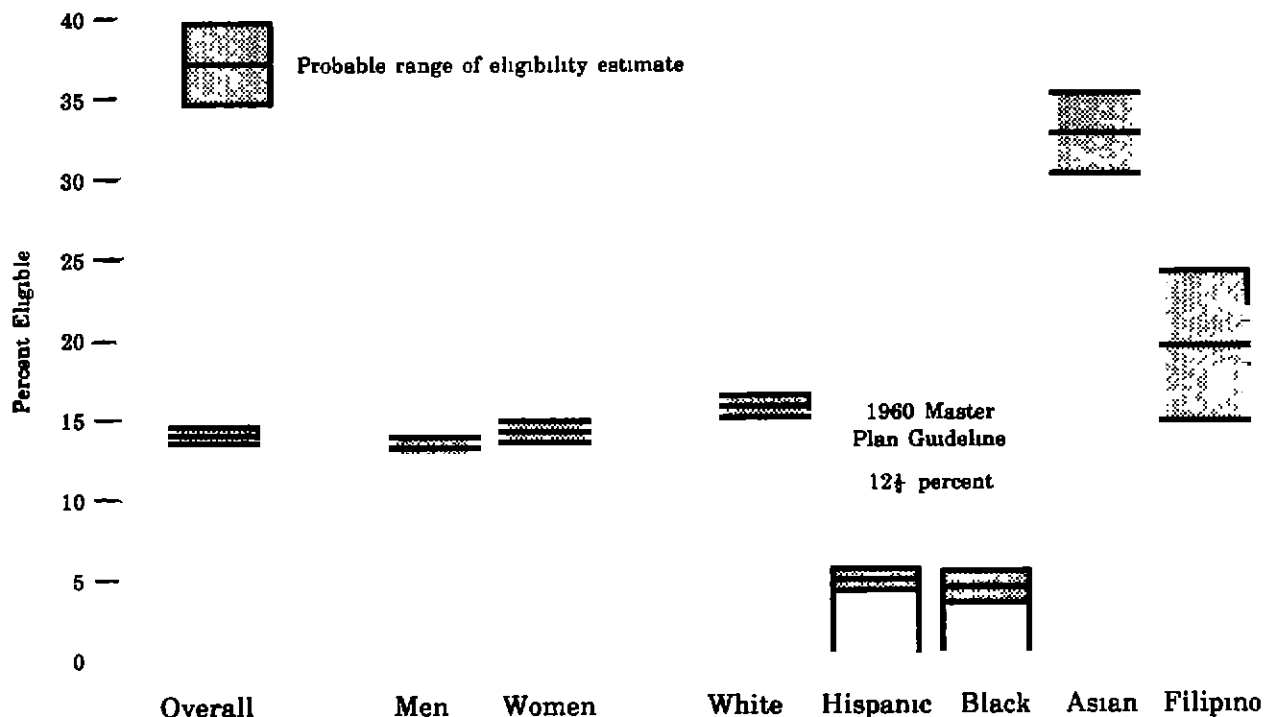 40
Probable range of eligibility estimate
35
30
25
20
15
10
5
0
Percent Eligible
1960 Master
Plan Guideline
12½ percent
Overall Men Women White Hispanic Black Asian Filipino